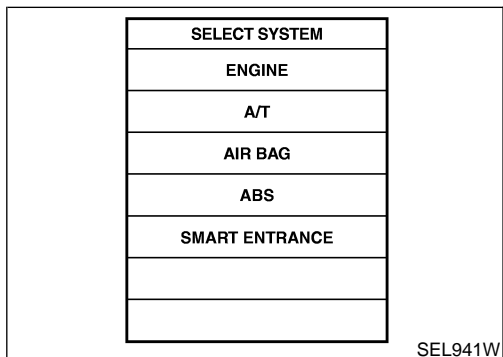 SELECT SYSTEM
ENGINE
A/T
AIR BAG
ABS
SMART ENTRANCE
SEL941W